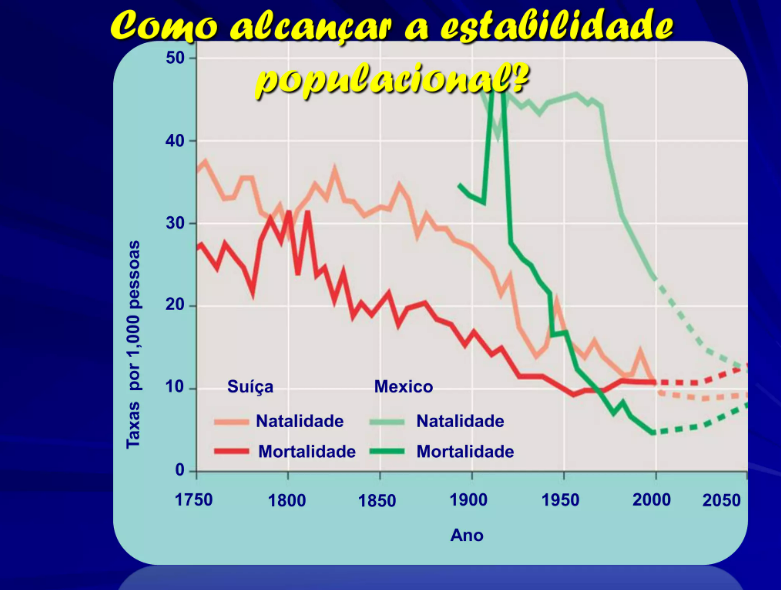 Como alcançar a estabilidade
populacional?
50
40
30
20
10
0
Taxas por 1,000 pessoas
Suíça Mexico
Natalidade Natalidade
Mortalidade Mortalidade
1750 1800 1850 1900 1950 2000 2050
Ano